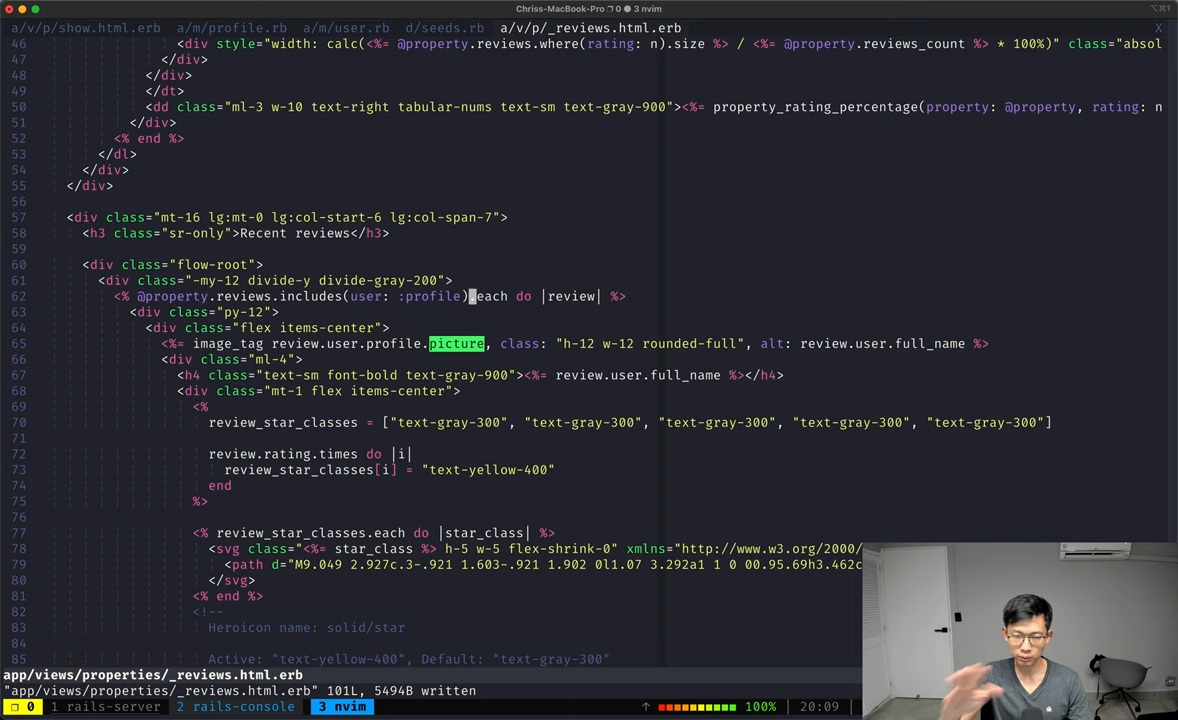 Chriss-MacBook-Pro ❐ 0 ● 3 nvim
⌥⌘1
a/v/p/show.html.erb a/m/profile.rb a/m/user.rb d/seeds.rb a/v/p/_reviews.html.erb X
46 <div style="width: calc(<%= @property.reviews.where(rating: n).size %> / <%= @property.reviews_count %> * 100%)" class="absol
47 </div>
48 </div>
49 </dt>
50 <dd class="ml-3 w-10 text-right tabular-nums text-sm text-gray-900"><%= property_rating_percentage(property: @property, rating: n
51 </div>
52 <% end %>
53 </dl>
54 </div>
55 </div>
56
57 <div class="mt-16 lg:mt-0 lg:col-start-6 lg:col-span-7">
58 <h3 class="sr-only">Recent reviews</h3>
59
60 <div class="flow-root">
61 <div class="-my-12 divide-y divide-gray-200">
62 <% @property.reviews.includes(user: :profile).each do |review| %>
63 <div class="py-12">
64 <div class="flex items-center">
65 <%= image_tag review.user.profile.picture, class: "h-12 w-12 rounded-full", alt: review.user.full_name %>
66 <div class="ml-4">
67 <h4 class="text-sm font-bold text-gray-900"><%= review.user.full_name %></h4>
68 <div class="mt-1 flex items-center">
69 <%
70 review_star_classes = ["text-gray-300", "text-gray-300", "text-gray-300", "text-gray-300", "text-gray-300"]
71
72 review.rating.times do |i|
73 review_star_classes[i] = "text-yellow-400"
74 end
75 %>
76
77 <% review_star_classes.each do |star_class| %>
78 <svg class="<%= star_class %> h-5 w-5 flex-shrink-0" xmlns="http://www.w3.org/2000/
79 <path d="M9.049 2.927c.3-.921 1.603-.921 1.902 0l1.07 3.292a1 1 0 00.95.69h3.462c
80 </svg>
81 <% end %>
82 <!--
83 Heroicon name: solid/star
84
85 Active: "text-yellow-400", Default: "text-gray-300"
app/views/properties/_reviews.html.erb
"app/views/properties/_reviews.html.erb" 101L, 5494B written
❐ 0 1 rails-server 2 rails-console 3 nvim ↑ 100% | 20:09